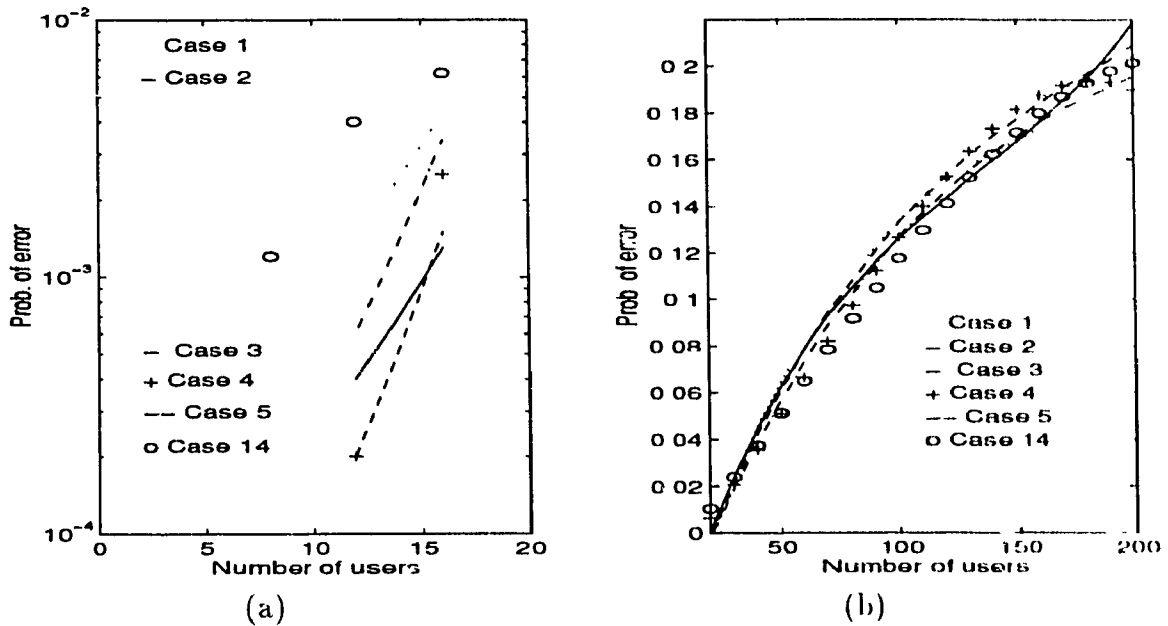 10^-2
Case 1
– Case 2
o
Prob. of error
10^-3
– Case 3
+ Case 4
— Case 5
o Case 14
10^-4
0
5
10
15
20
Number of users
(a)
0 2
0 18
0 16
0 14
0 12
0 1
0 08
0 06
0 04
0 02
0
Prob of error
Case 1
– Case 2
– Case 3
+ Case 4
–– Case 5
o Case 14
50
100
150
200
Number of users
(b)